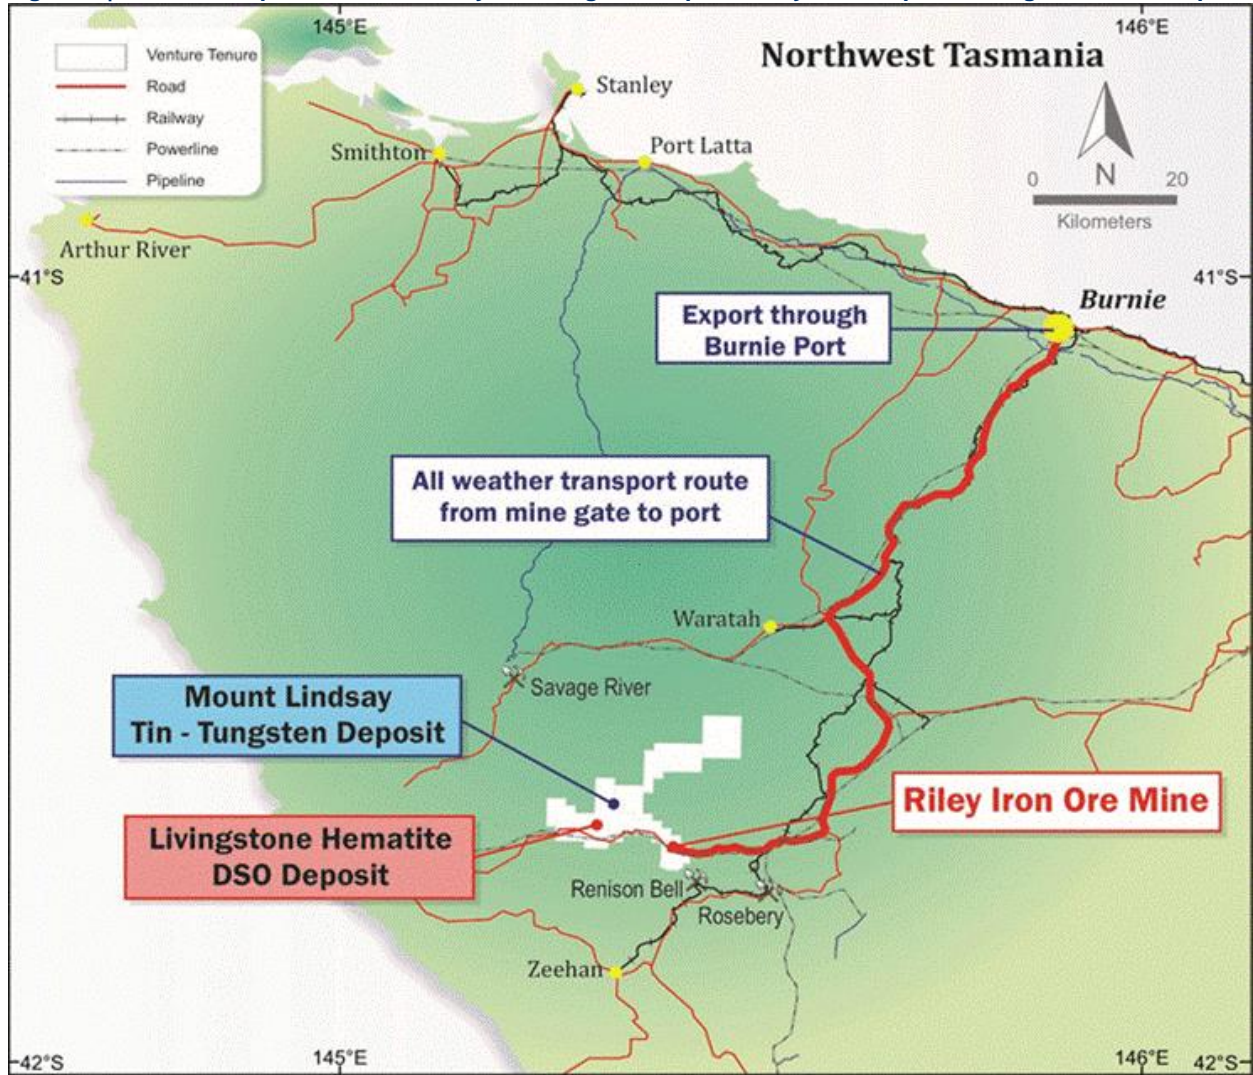 145°E
146°E
Northwest Tasmania
Venture Tenure
Road
Railway
Powerline
Pipeline
Stanley
Smithton
Port Latta
N
0
20
Kilometers
Arthur River
41°S
41°S
Burnie
Export through
Burnie Port
All weather transport route
from mine gate to port
Waratah
Savage River
Mount Lindsay
Tin - Tungsten Deposit
Riley Iron Ore Mine
Livingstone Hematite
DSO Deposit
Renison Bell
Rosebery
Zeehan
42°S
145°E
146°E
42°S